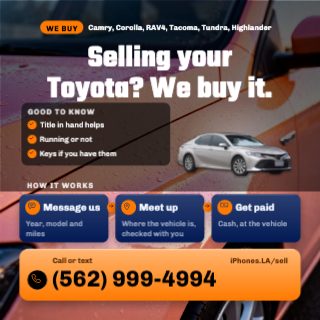 WE BUY Camry, Corolla, RAV4, Tacoma, Tundra, Highlander
Selling your
Toyota? We buy it.
GOOD TO KNOW
Title in hand helps
Running or not
Keys if you have them
HOW IT WORKS
Message us
Year, model and
miles
Meet up
Where the vehicle is,
checked with you
Get paid
Cash, at the vehicle
Call or text
iPhones.LA/sell
(562) 999-4994